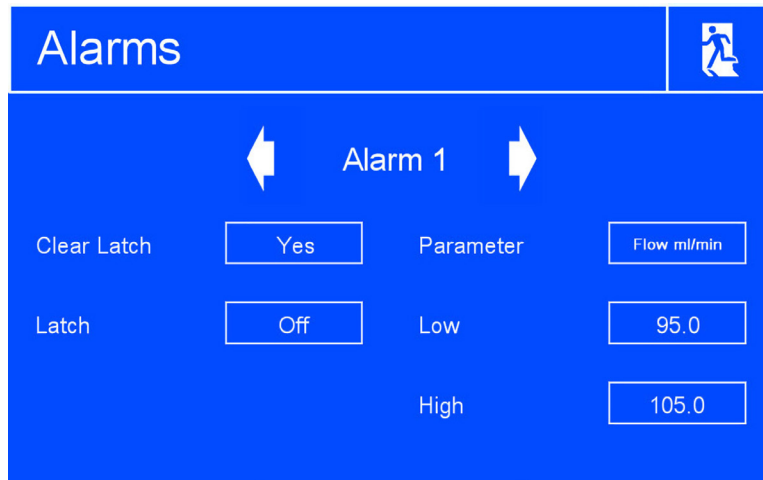 Alarms
Alarm 1
Clear Latch Yes Parameter Flow ml/min
Latch Off Low 95.0
High 105.0